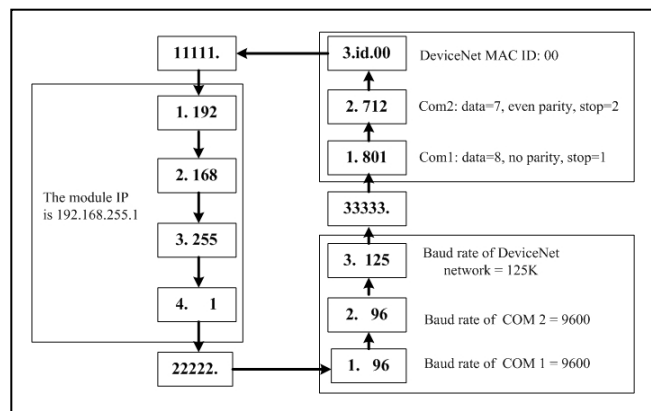 11111.
1. 192
2. 168
3. 255
4. 1
The module IP
is 192.168.255.1
22222.
3.id.00
DeviceNet MAC ID: 00
2. 712
Com2: data=7, even parity, stop=2
1. 801
Com1: data=8, no parity, stop=1
33333.
3. 125
Baud rate of DeviceNet
network = 125K
2. 96
Baud rate of COM 2 = 9600
1. 96
Baud rate of COM 1 = 9600